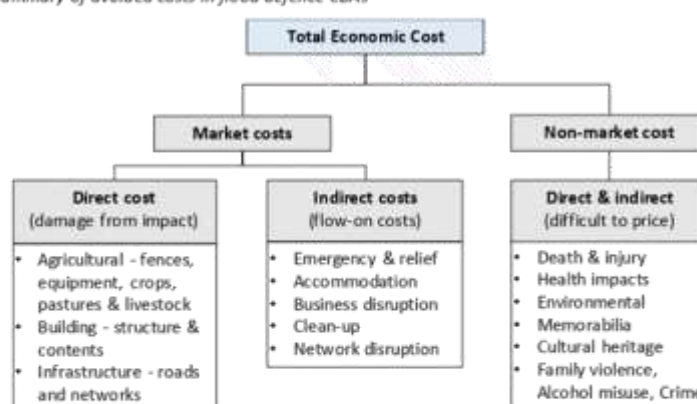 Summary of avoided costs in flood defence CBAs
Total Economic Cost
Market costs
Non-market cost
Direct cost
(damage from impact)
• Agricultural - fences,
equipment, crops,
pastures & livestock
• Building - structure &
contents
• Infrastructure - roads
and networks
Indirect costs
(flow-on costs)
• Emergency & relief
• Accommodation
• Business disruption
• Clean-up
• Network disruption
Direct & indirect
(difficult to price)
• Death & injury
• Health impacts
• Environmental
• Memorabilia
• Cultural heritage
• Family violence,
Alcohol misuse, Crime